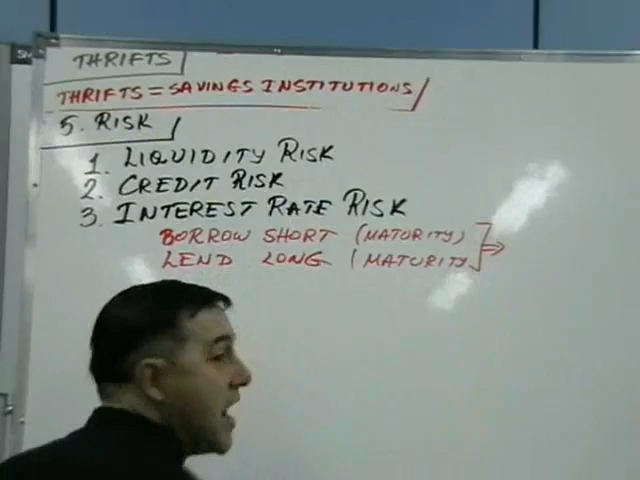 THRIFTS
THRIFTS = SAVINGS INSTITUTIONS
5. RISK
1. LIQUIDITY RISK
2. CREDIT RISK
3. INTEREST RATE RISK
BORROW SHORT (MATURITY)
LEND LONG (MATURITY ⇒